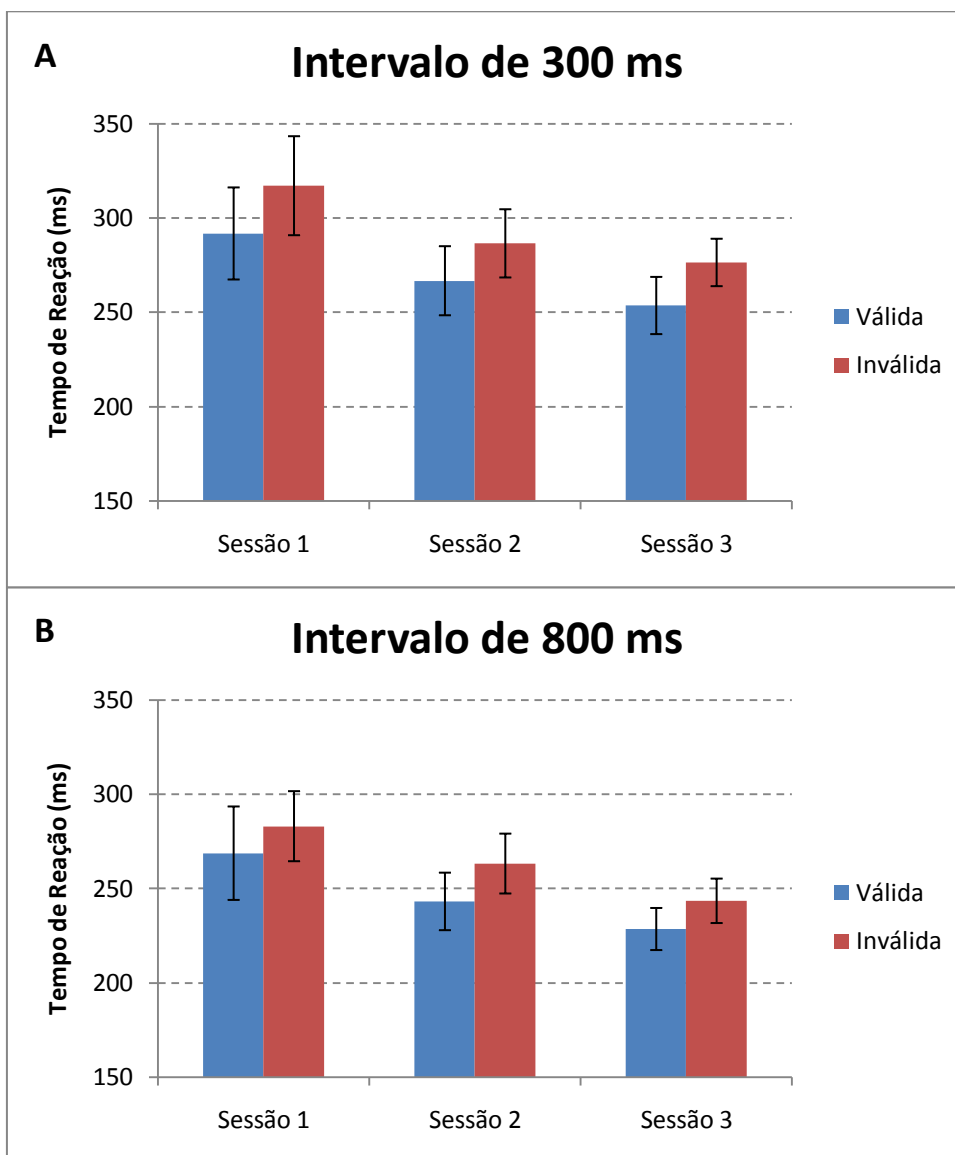 A
Intervalo de 300 ms
350
300
250
200
150
Tempo de Reação (ms)
Sessão 1 Sessão 2 Sessão 3
Válida
Inválida
B
Intervalo de 800 ms
350
300
250
200
150
Tempo de Reação (ms)
Sessão 1 Sessão 2 Sessão 3
Válida
Inválida